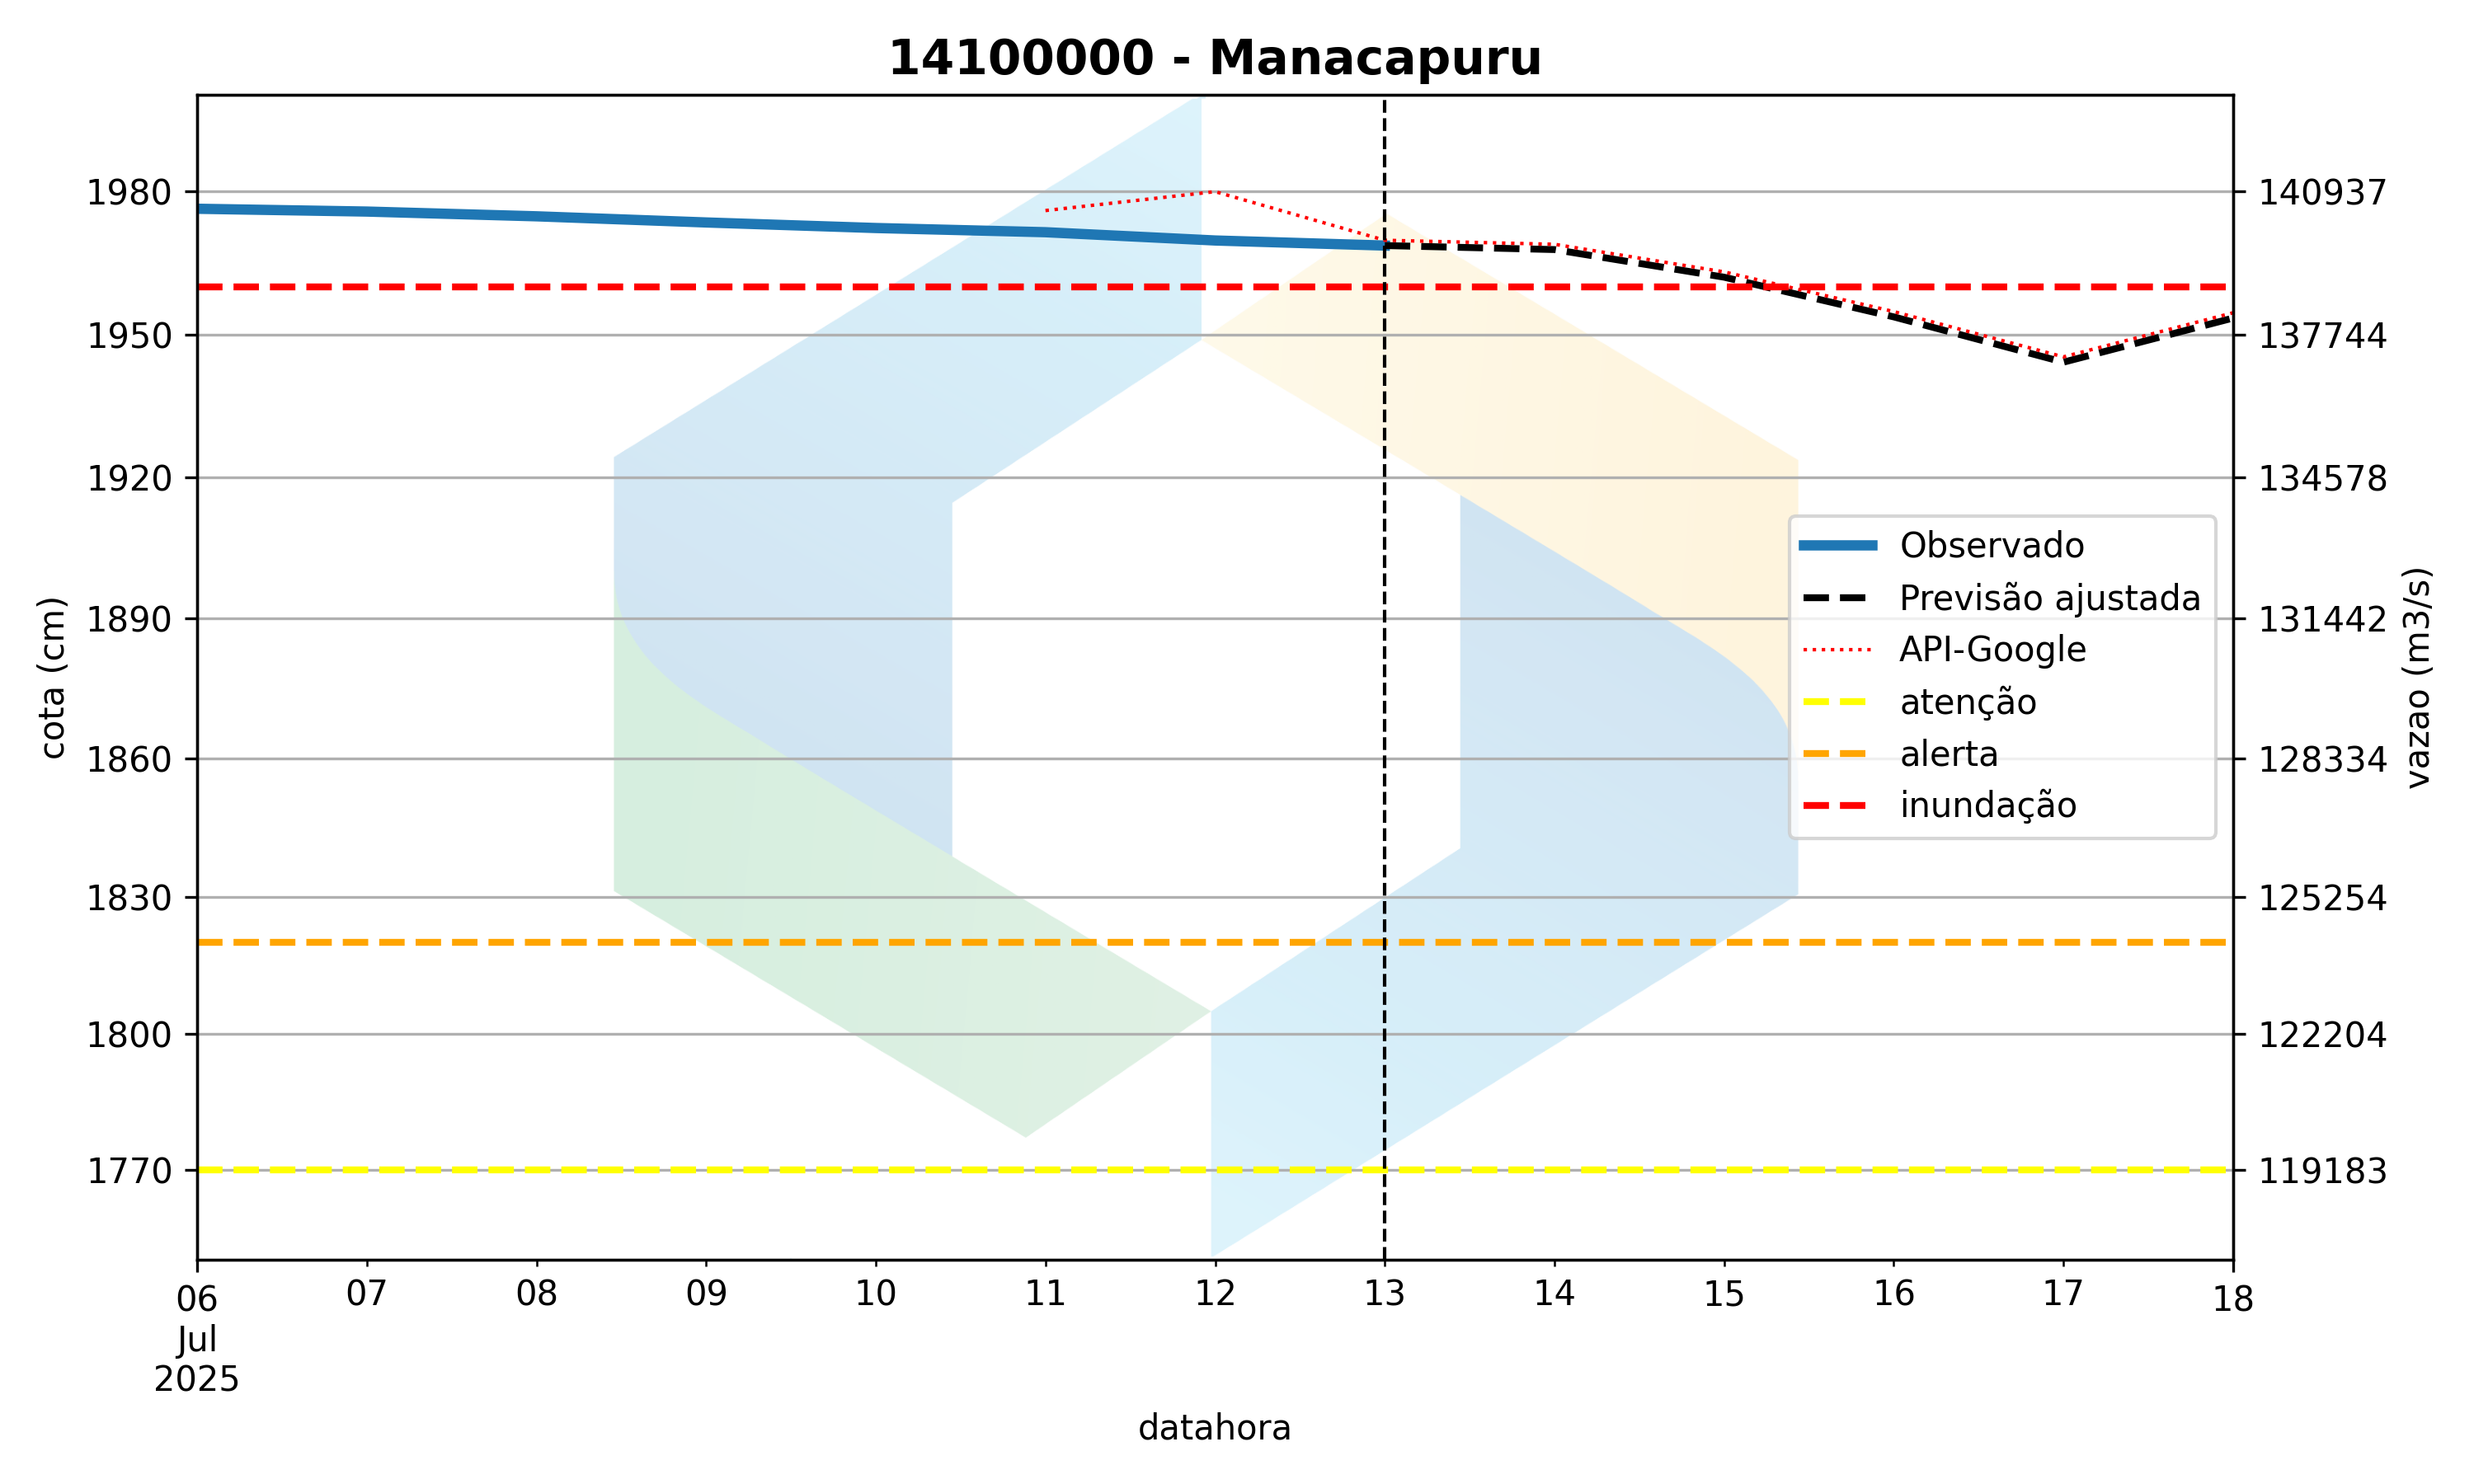 14100000 - Manacapuru
1980
1950
1920
1890
1860
1830
1800
1770
cota (cm)
140937
137744
134578
131442
128334
125254
122204
119183
vazao (m3/s)
Observado
Previsão ajustada
API-Google
atenção
alerta
inundação
06 07 08 09 10 11 12 13 14 15 16 17 18
Jul
2025
datahora